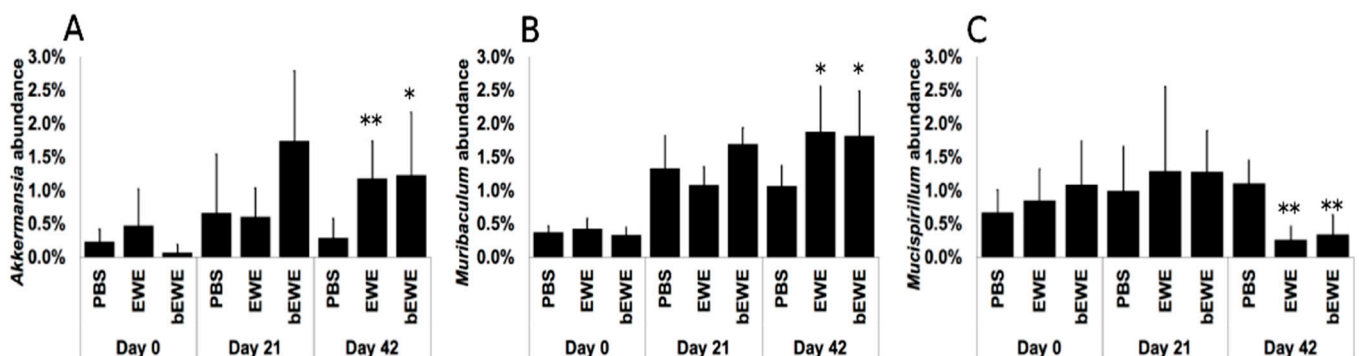 A
Akkermansia abundance
3.0%
2.5%
2.0%
1.5%
1.0%
0.5%
0.0%
** *
PBS EWE bEWE PBS EWE bEWE PBS EWE bEWE
Day 0 Day 21 Day 42
B
Muribaculum abundance
3.0%
2.5%
2.0%
1.5%
1.0%
0.5%
0.0%
* *
PBS EWE bEWE PBS EWE bEWE PBS EWE bEWE
Day 0 Day 21 Day 42
C
Mucispirillum abundance
3.0%
2.5%
2.0%
1.5%
1.0%
0.5%
0.0%
** **
PBS EWE bEWE PBS EWE bEWE PBS EWE bEWE
Day 0 Day 21 Day 42